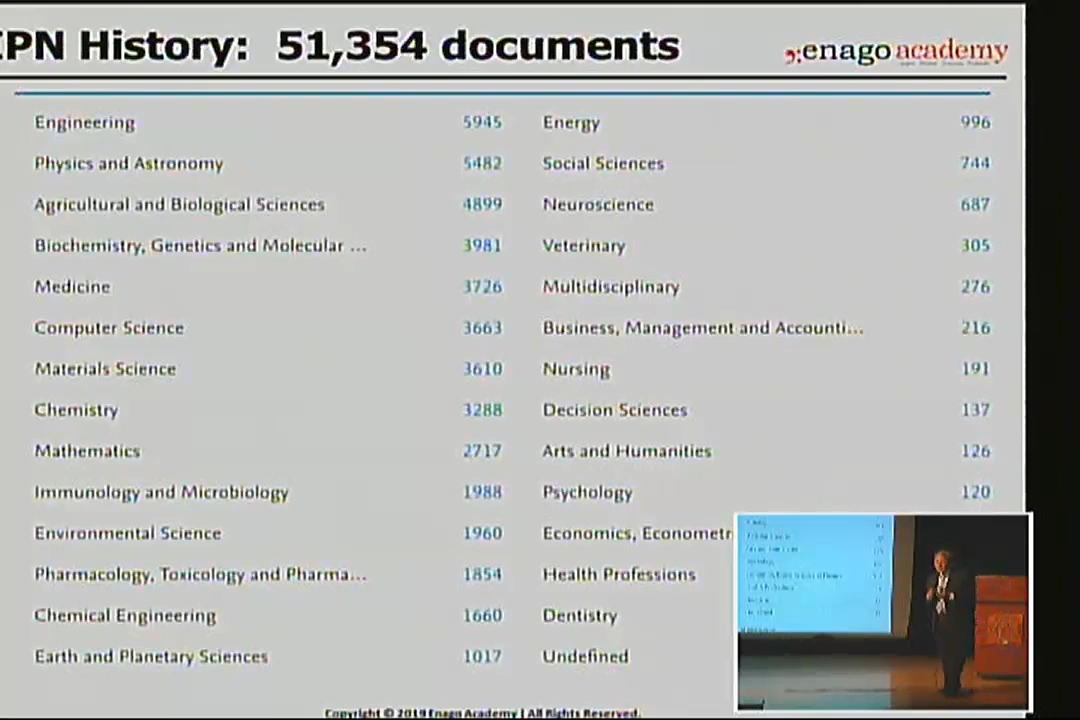 IPN History: 51,354 documents
enago academy
Engineering 5945
Physics and Astronomy 5482
Agricultural and Biological Sciences 4899
Biochemistry, Genetics and Molecular ... 3981
Medicine 3726
Computer Science 3663
Materials Science 3610
Chemistry 3288
Mathematics 2717
Immunology and Microbiology 1988
Environmental Science 1960
Pharmacology, Toxicology and Pharma... 1854
Chemical Engineering 1660
Earth and Planetary Sciences 1017
Energy 996
Social Sciences 744
Neuroscience 687
Veterinary 305
Multidisciplinary 276
Business, Management and Accounti... 216
Nursing 191
Decision Sciences 137
Arts and Humanities 126
Psychology 120
Economics, Econometr
Health Professions
Dentistry
Undefined
Copyright © 2019 Enago Academy | All Rights Reserved.